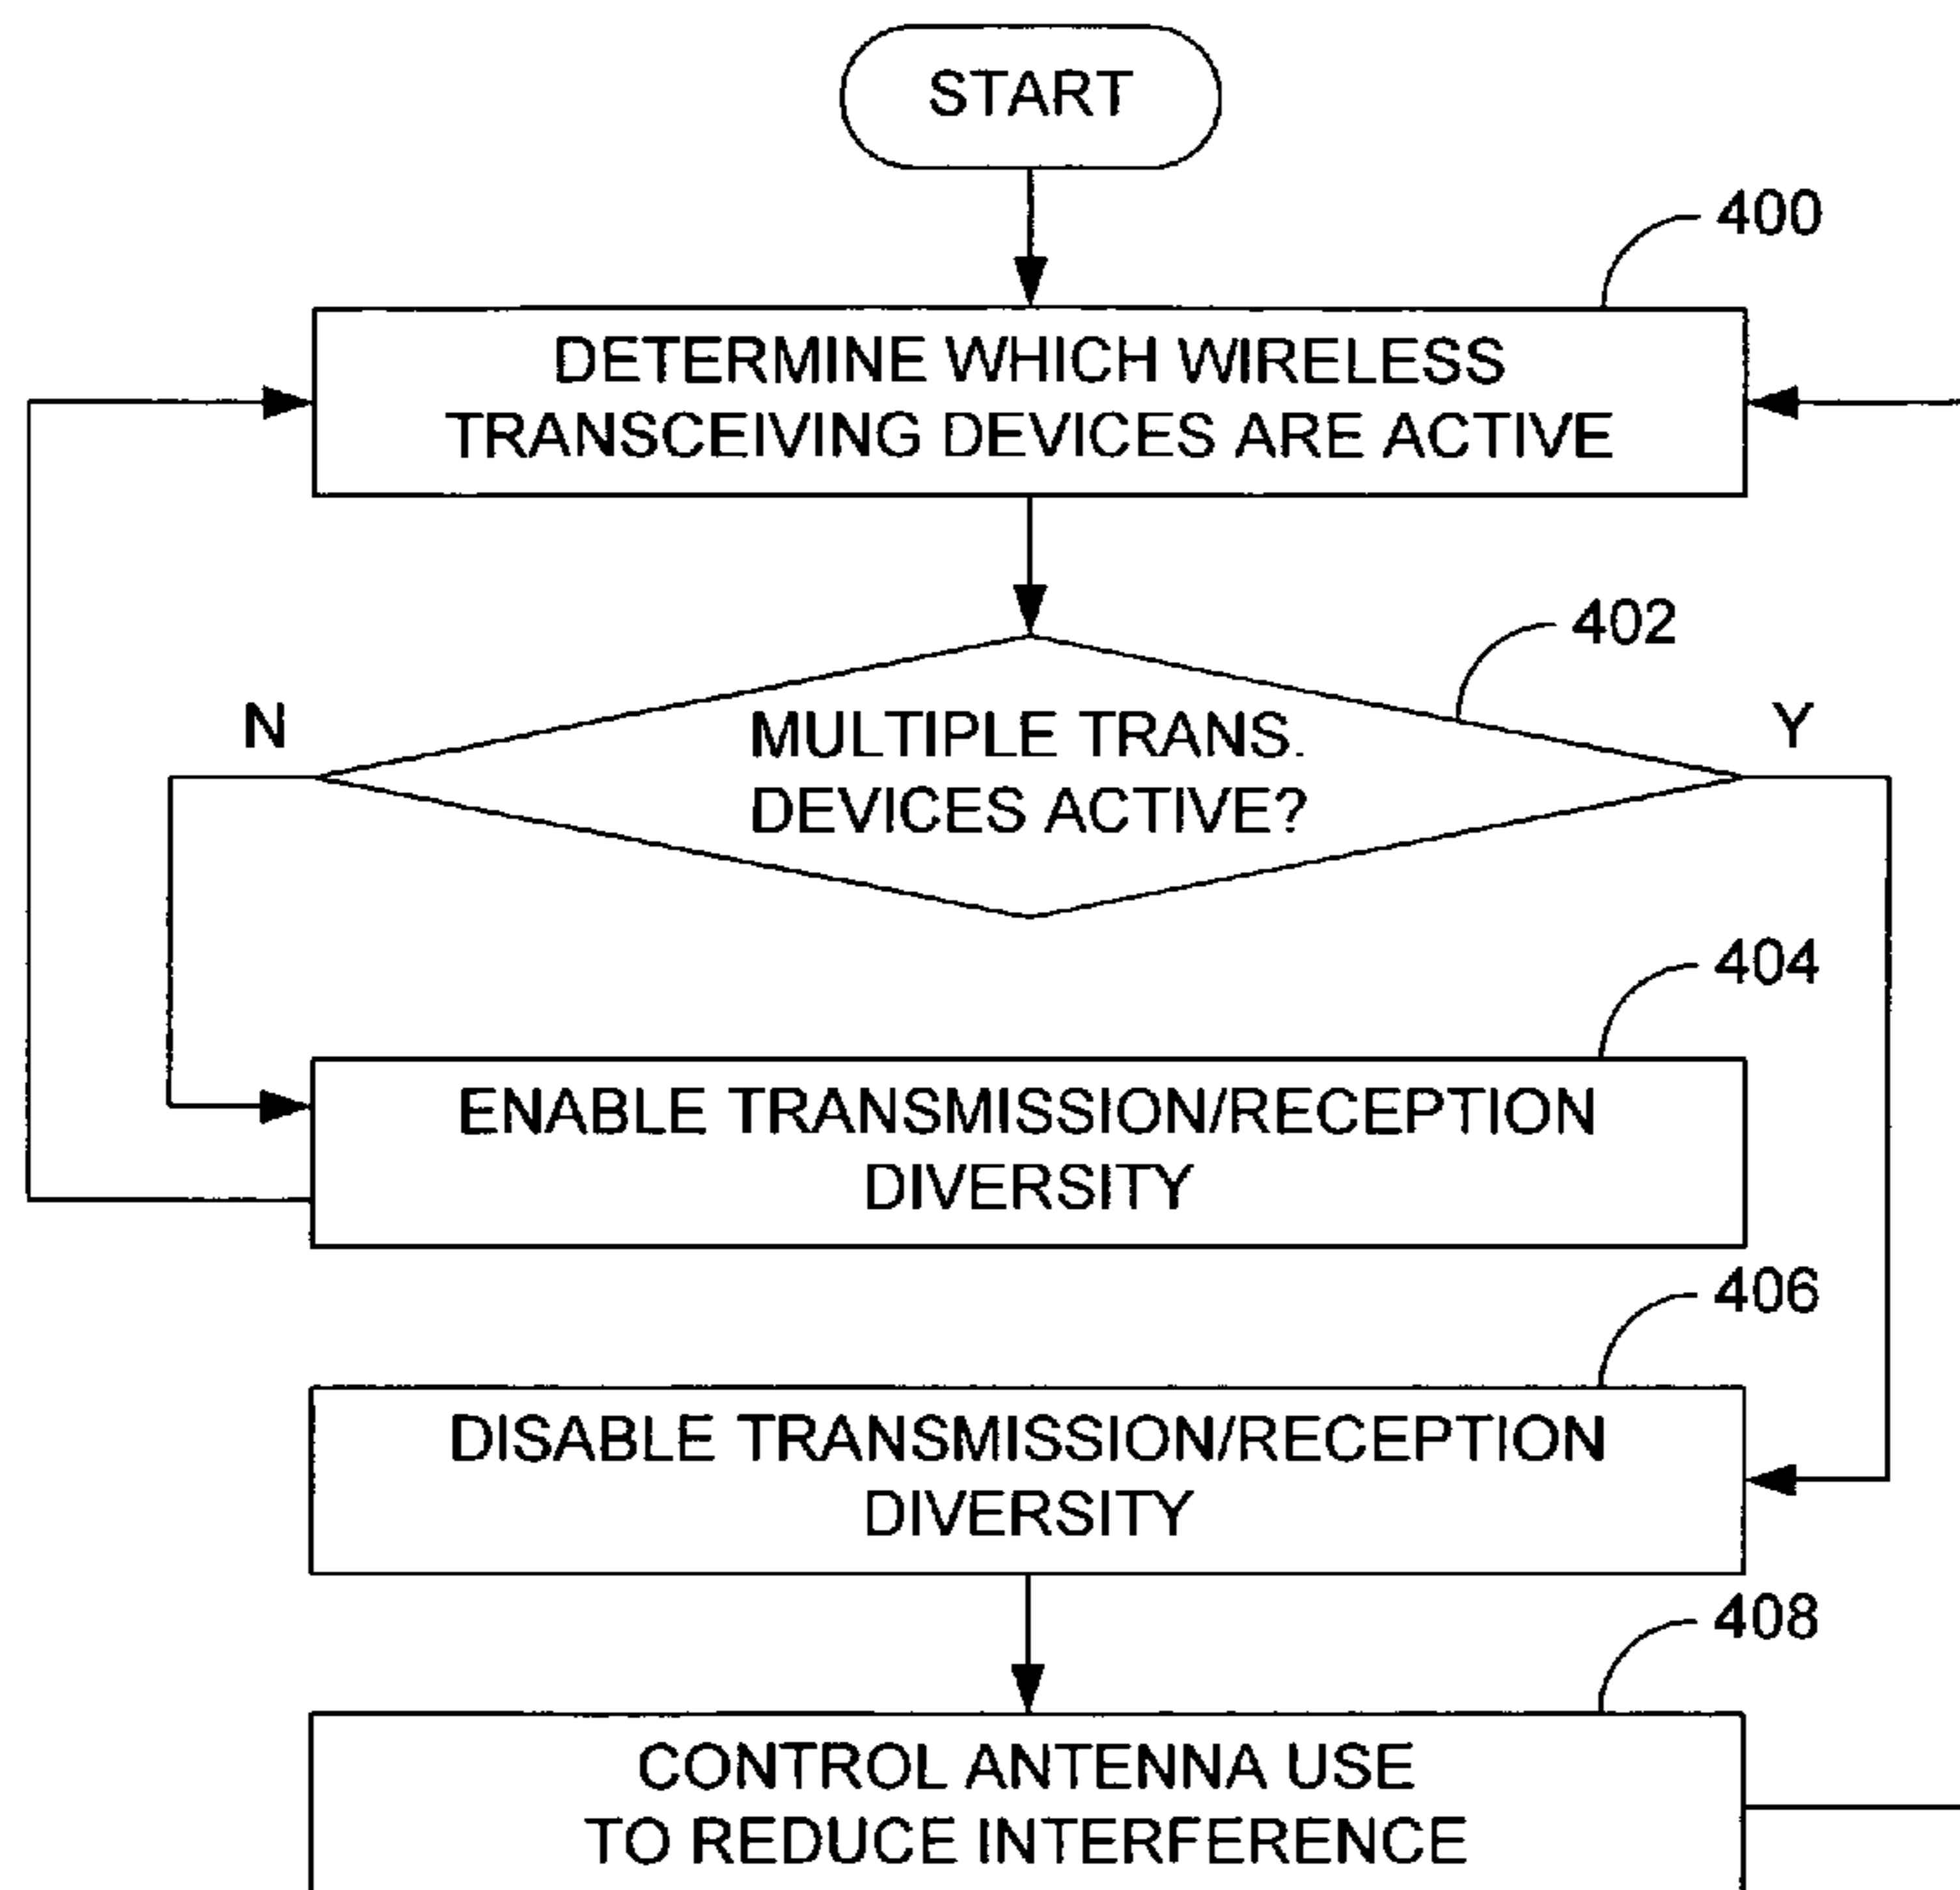 START
400
DETERMINE WHICH WIRELESS
TRANSCEIVING DEVICES ARE ACTIVE
402
N
Y
MULTIPLE TRANS.
DEVICES ACTIVE?
404
ENABLE TRANSMISSION/RECEPTION
DIVERSITY
406
DISABLE TRANSMISSION/RECEPTION
DIVERSITY
408
CONTROL ANTENNA USE
TO REDUCE INTERFERENCE